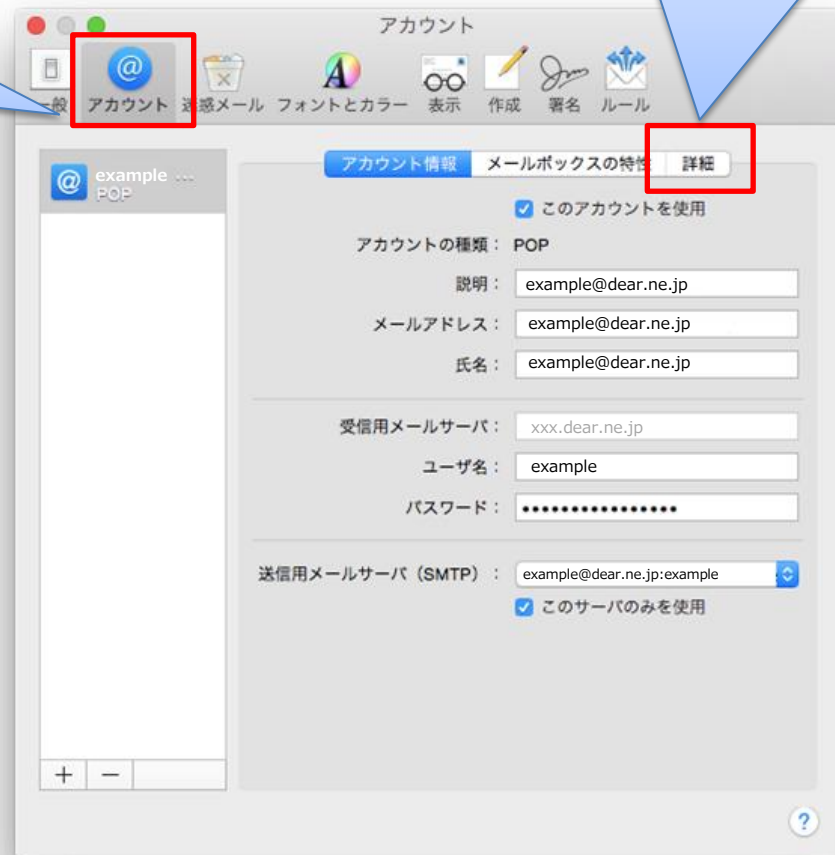 アカウント
一般 アカウント 迷惑メール フォントとカラー 表示 作成 署名 ルール
example ...
POP
アカウント情報 メールボックスの特性 詳細
このアカウントを使用
アカウントの種類： POP
説明： example@dear.ne.jp
メールアドレス： example@dear.ne.jp
氏名： example@dear.ne.jp
受信用メールサーバ： xxx.dear.ne.jp
ユーザ名： example
パスワード： ••••••••••••••••
送信用メールサーバ（SMTP）： example@dear.ne.jp:example
このサーバのみを使用
+ −
?